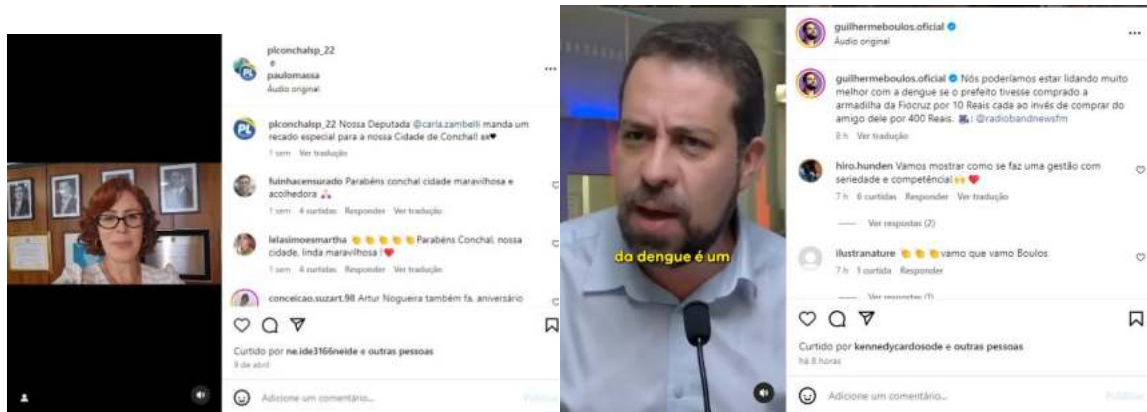 plconchalsp_22
e
paulomassa
Áudio original
plconchalsp_22 Nossa Deputada @carla.zambelli manda um
recado especial para a nossa Cidade de Conchal!
1 sem Ver tradução
fuinhacensurado Parabéns conchal cidade maravilhosa e
acolhedora
1 sem 4 curtidas Responder Ver tradução
lelasimoesmartha 👏👏👏👏👏Parabéns Conchal, nossa
cidade, linda maravilhosa !❤️
1 sem 4 curtidas Responder Ver tradução
conceicao.suzart.98 Artur Nogueira também fa, aniversário
Curtido por ne.ide3166neide e outras pessoas
9 de abril
Adicione um comentário...
da dengue é um
guilhermeboulos.oficial
Áudio original
guilhermeboulos.oficial Nós poderíamos estar lidando muito
melhor com a dengue se o prefeito tivesse comprado a
armadilha da Fiocruz por 10 Reais cada ao invés de comprar do
amigo dele por 400 Reais. : @radiobandnewsfm
8 h Ver tradução
hiro.hunden Vamos mostrar como se faz uma gestão com
seriedade e competência!🙌❤️
7 h 6 curtidas Responder Ver tradução
Ver respostas (2)
ilustranature 👏👏👏vamo que vamo Boulos
7 h 1 curtida Responder
Ver respostas (1)
Curtido por kennedycardosode e outras pessoas
há 8 horas
Adicione um comentário...
Publicar